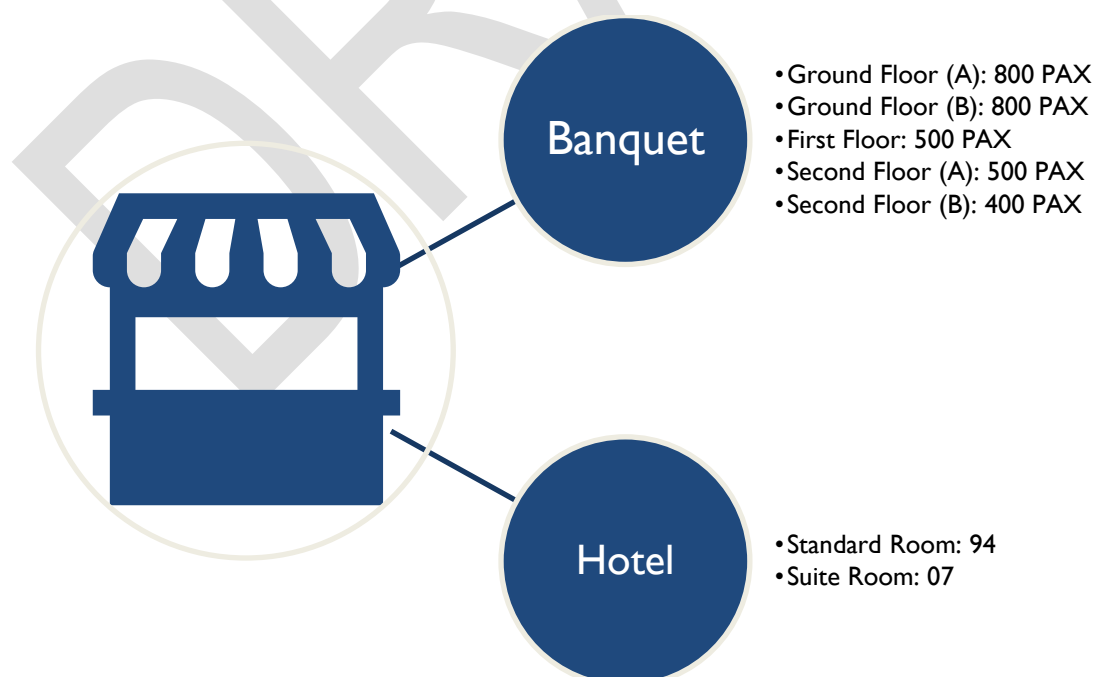 Banquet
•Ground Floor (A): 800 PAX
•Ground Floor (B): 800 PAX
•First Floor: 500 PAX
•Second Floor (A): 500 PAX
•Second Floor (B): 400 PAX
Hotel
•Standard Room: 94
•Suite Room: 07